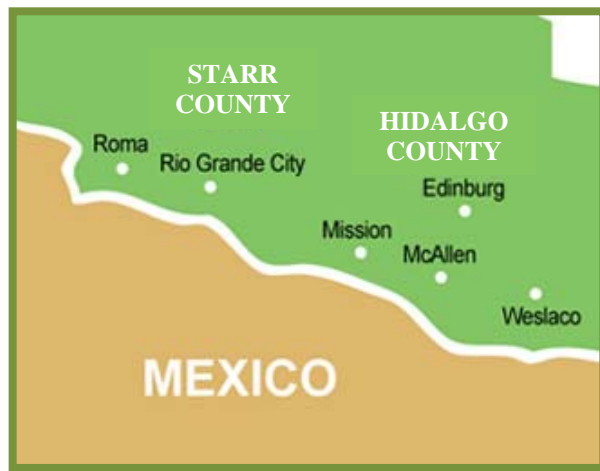 STARR
COUNTY
HIDALGO
COUNTY
Roma
Rio Grande City
Edinburg
Mission
McAllen
Weslaco
MEXICO